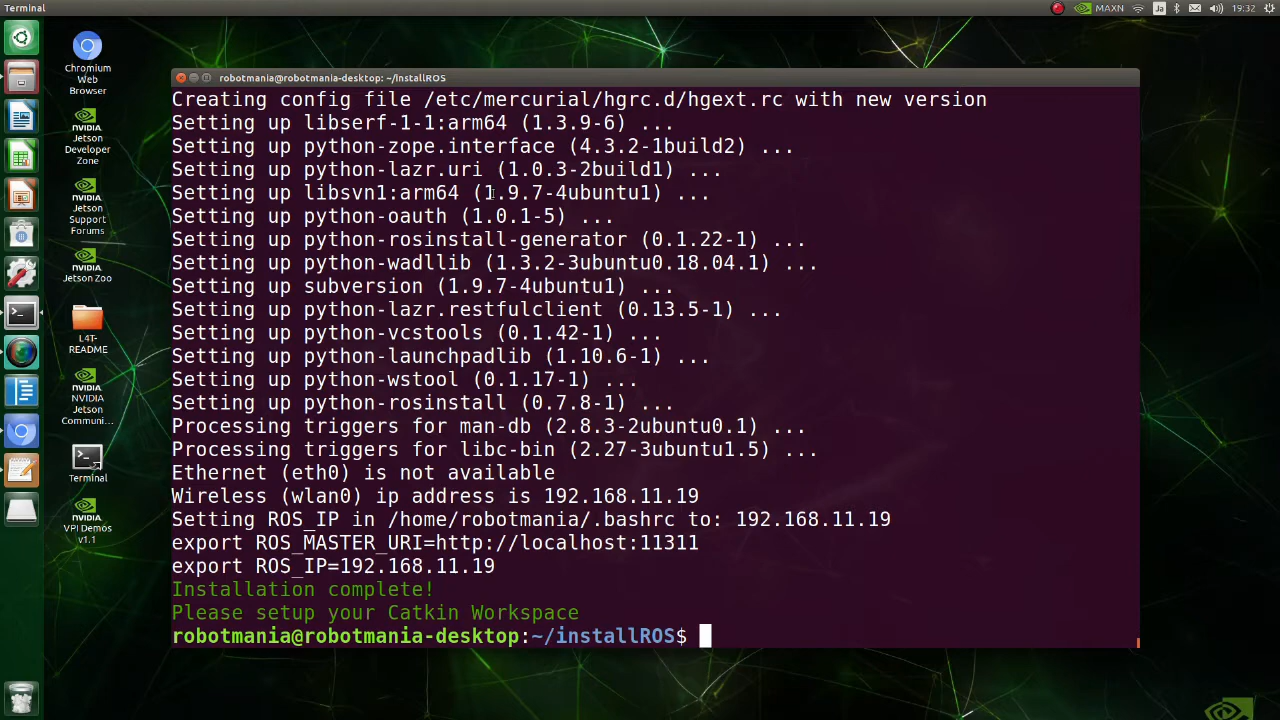 Terminal
MAXN
Ja
19:32
Chromium
Web
Browser
NVIDIA
Jetson
Developer
Zone
NVIDIA
Jetson
Support
Forums
NVIDIA
Jetson Zoo
L4T-
README
NVIDIA
NVIDIA
Jetson
Communi...
Terminal
NVIDIA
VPI Demos
v1.1
robotmania@robotmania-desktop: ~/installROS
Creating config file /etc/mercurial/hgrc.d/hgext.rc with new version
Setting up libserf-1-1:arm64 (1.3.9-6) ...
Setting up python-zope.interface (4.3.2-1build2) ...
Setting up python-lazr.uri (1.0.3-2build1) ...
Setting up libsvn1:arm64 (1.9.7-4ubuntu1) ...
Setting up python-oauth (1.0.1-5) ...
Setting up python-rosinstall-generator (0.1.22-1) ...
Setting up python-wadllib (1.3.2-3ubuntu0.18.04.1) ...
Setting up subversion (1.9.7-4ubuntu1) ...
Setting up python-lazr.restfulclient (0.13.5-1) ...
Setting up python-vcstools (0.1.42-1) ...
Setting up python-launchpadlib (1.10.6-1) ...
Setting up python-wstool (0.1.17-1) ...
Setting up python-rosinstall (0.7.8-1) ...
Processing triggers for man-db (2.8.3-2ubuntu0.1) ...
Processing triggers for libc-bin (2.27-3ubuntu1.5) ...
Ethernet (eth0) is not available
Wireless (wlan0) ip address is 192.168.11.19
Setting ROS_IP in /home/robotmania/.bashrc to: 192.168.11.19
export ROS_MASTER_URI=http://localhost:11311
export ROS_IP=192.168.11.19
Installation complete!
Please setup your Catkin Workspace
robotmania@robotmania-desktop:~/installROS$